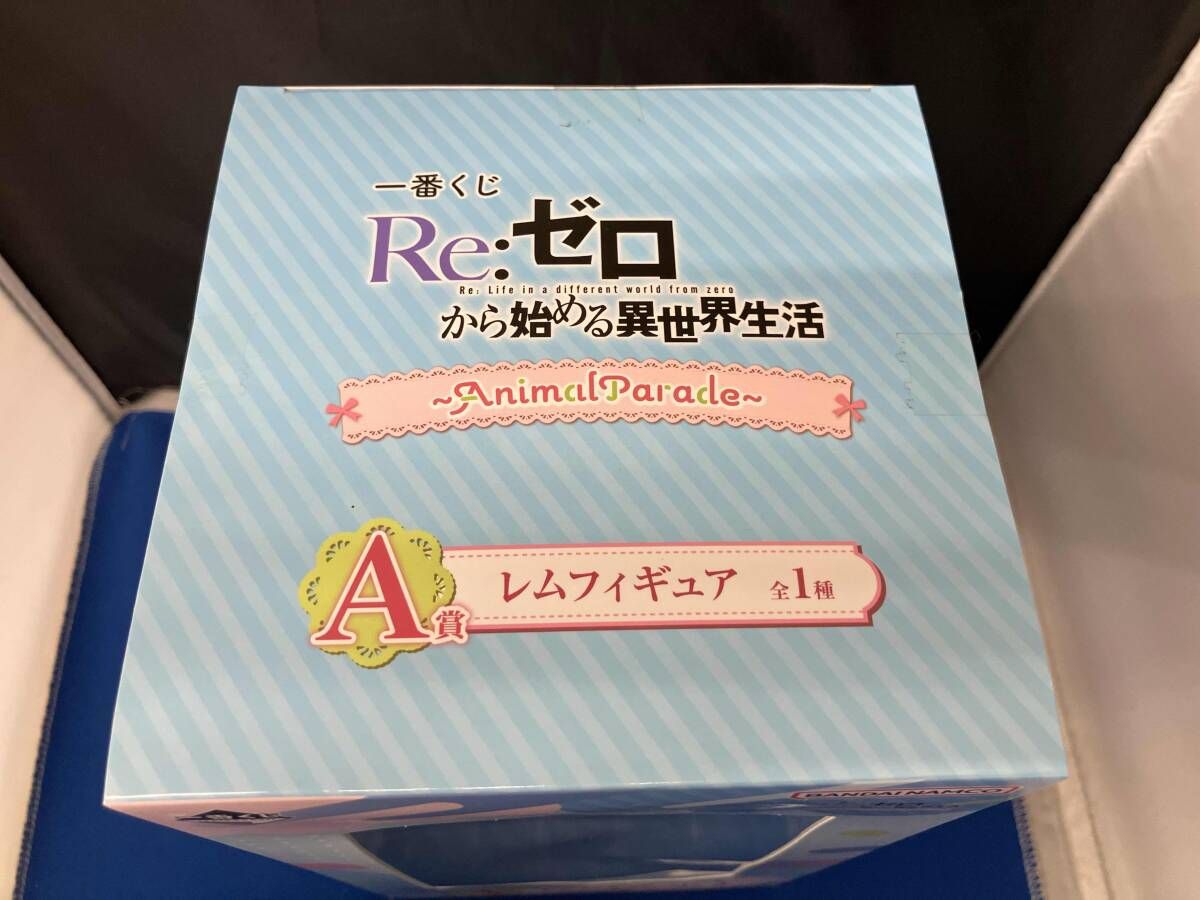 一番くじ
Re:ゼロ
Re: Life in a different world from zero
から始める異世界生活
~AnimalParade~
A賞 レムフィギュア 全1種
BANDAI NAMCO